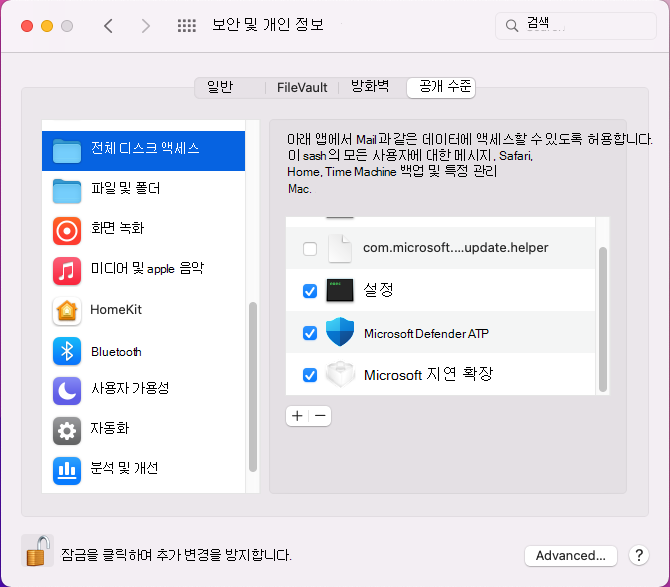 보안 및 개인 정보
검색
일반
FileVault
방화벽
공개 수준
전체 디스크 액세스
파일 및 폴더
화면 녹화
미디어 및 apple 음악
HomeKit
Bluetooth
사용자 가용성
자동화
분석 및 개선
아래 앱에서 Mail과 같은 데이터에 액세스할 수 있도록 허용합니다.
이 sash의 모든 사용자에 대한 메시지, Safari,
Home, Time Machine 백업 및 특정 관리
Mac.
com.microsoft....update.helper
설정
Microsoft Defender ATP
Microsoft 지연 확장
잠금을 클릭하여 추가 변경을 방지합니다.
Advanced...
?